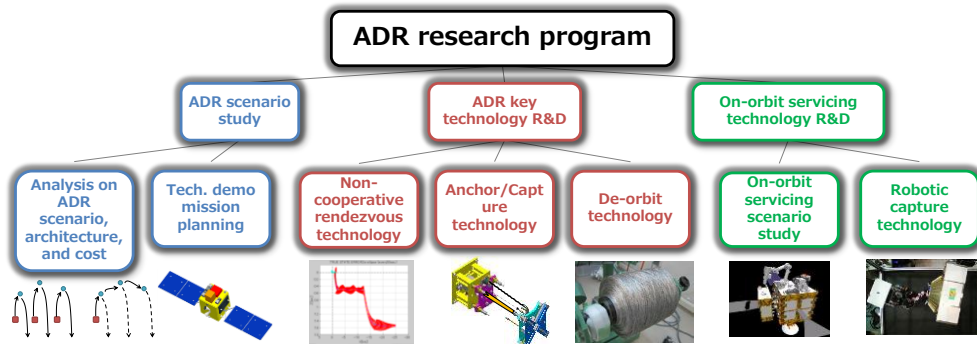 ADR research program
ADR scenario
study
ADR key
technology R&D
On-orbit servicing
technology R&D
Analysis on
ADR
scenario,
architecture,
and cost
Tech. demo
mission
planning
Non-
cooperative
rendezvous
technology
Anchor/Capt
ure
technology
De-orbit
technology
On-orbit
servicing
scenario
study
Robotic
capture
technology